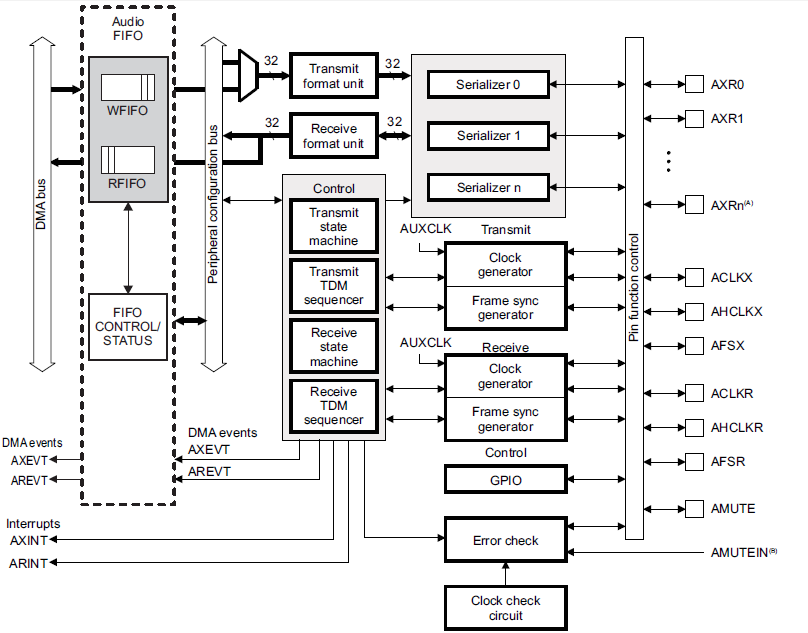 Audio
FIFO
WFIFO
RFIFO
FIFO
CONTROL/
STATUS
DMA bus
Peripheral configuration bus
32
Transmit
format unit
32
32
Receive
format unit
32
Serializer 0
Serializer 1
Serializer n
Control
Transmit
state
machine
Transmit
TDM
sequencer
Receive
state
machine
Receive
TDM
sequencer
AUXCLK
Transmit
Clock
generator
Frame sync
generator
AUXCLK
Receive
Clock
generator
Frame sync
generator
Control
GPIO
Error check
Clock check
circuit
Pin function control
AXR0
AXR1
AXRn(A)
ACLKX
AHCLKX
AFSX
ACLKR
AHCLKR
AFSR
AMUTE
AMUTEIN(B)
DMA events
AXEVT
AREVT
DMA events
AXEVT
AREVT
Interrupts
AXINT
ARINT